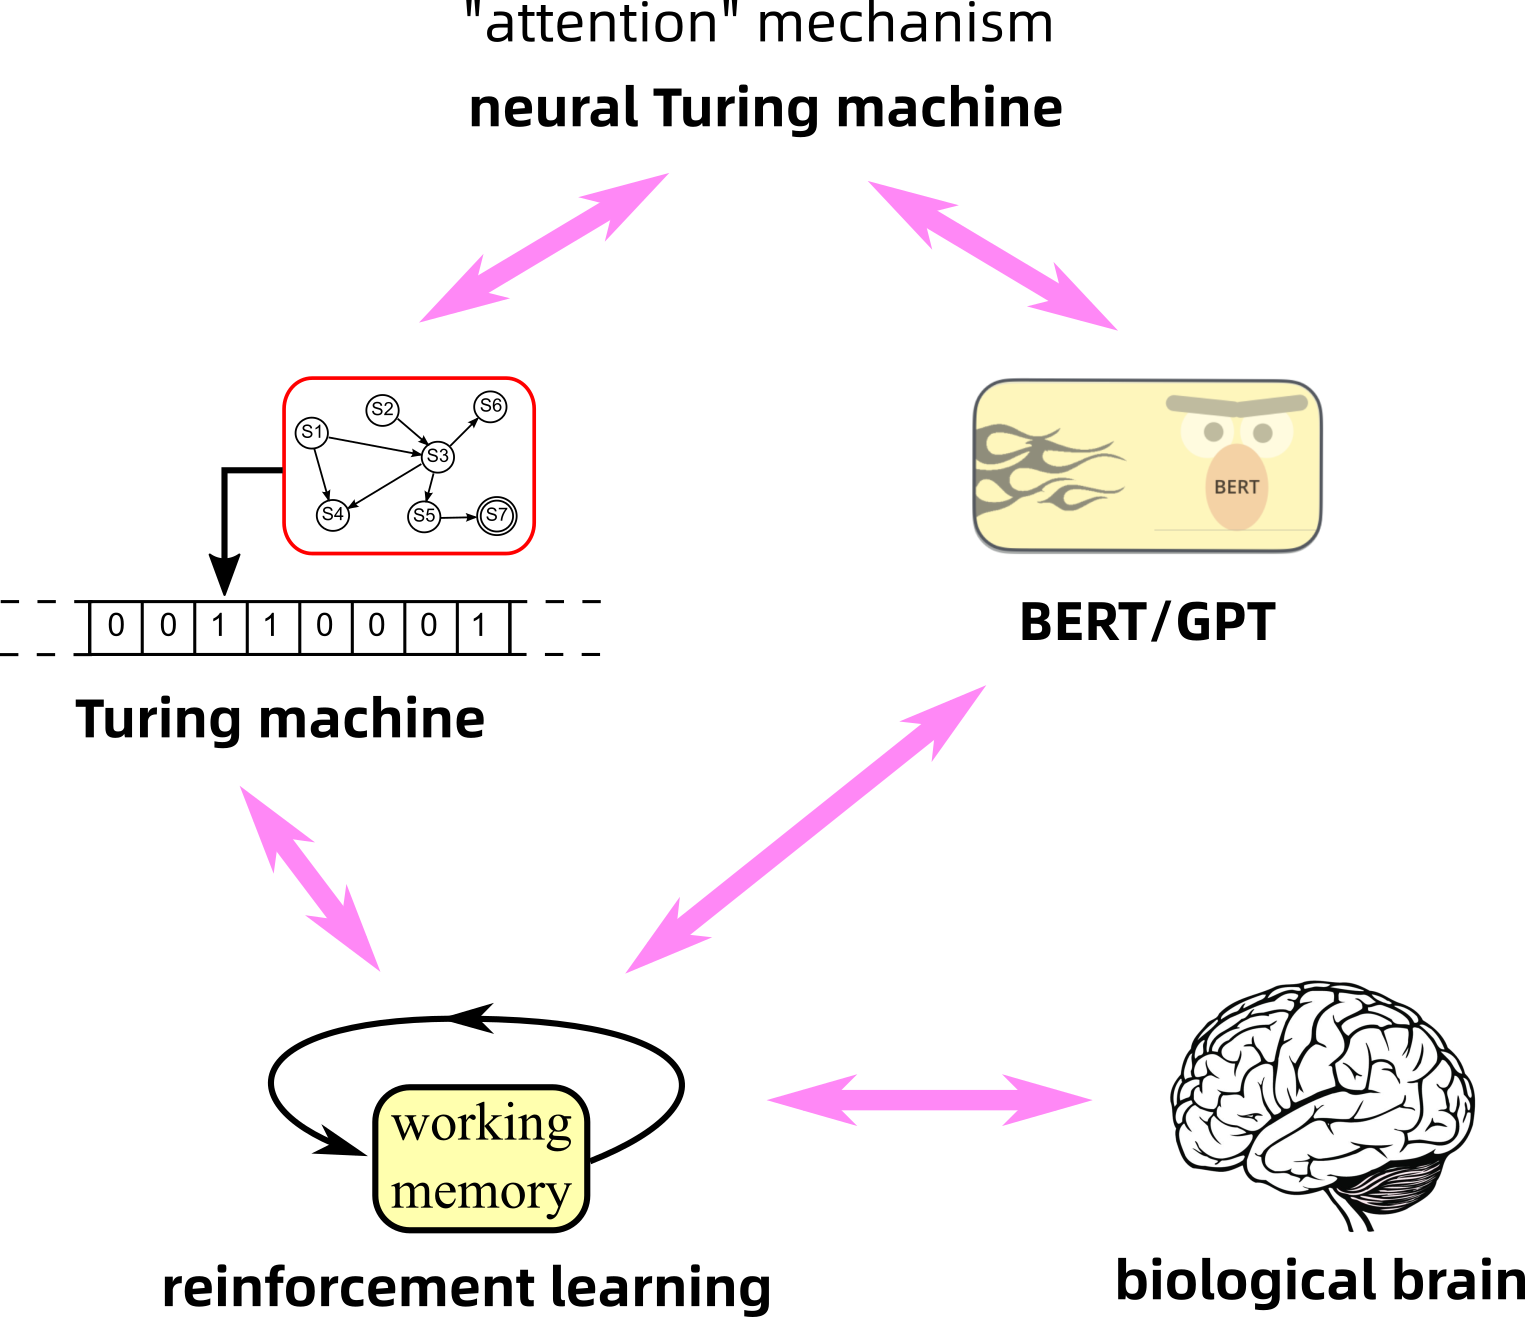 "attention" mechanism
neural Turing machine
S2
S6
S1
S3
S4
S5
S7
BERT
0 0 1 1 0 0 0 1
BERT/GPT
Turing machine
working
memory
reinforcement learning
biological brain